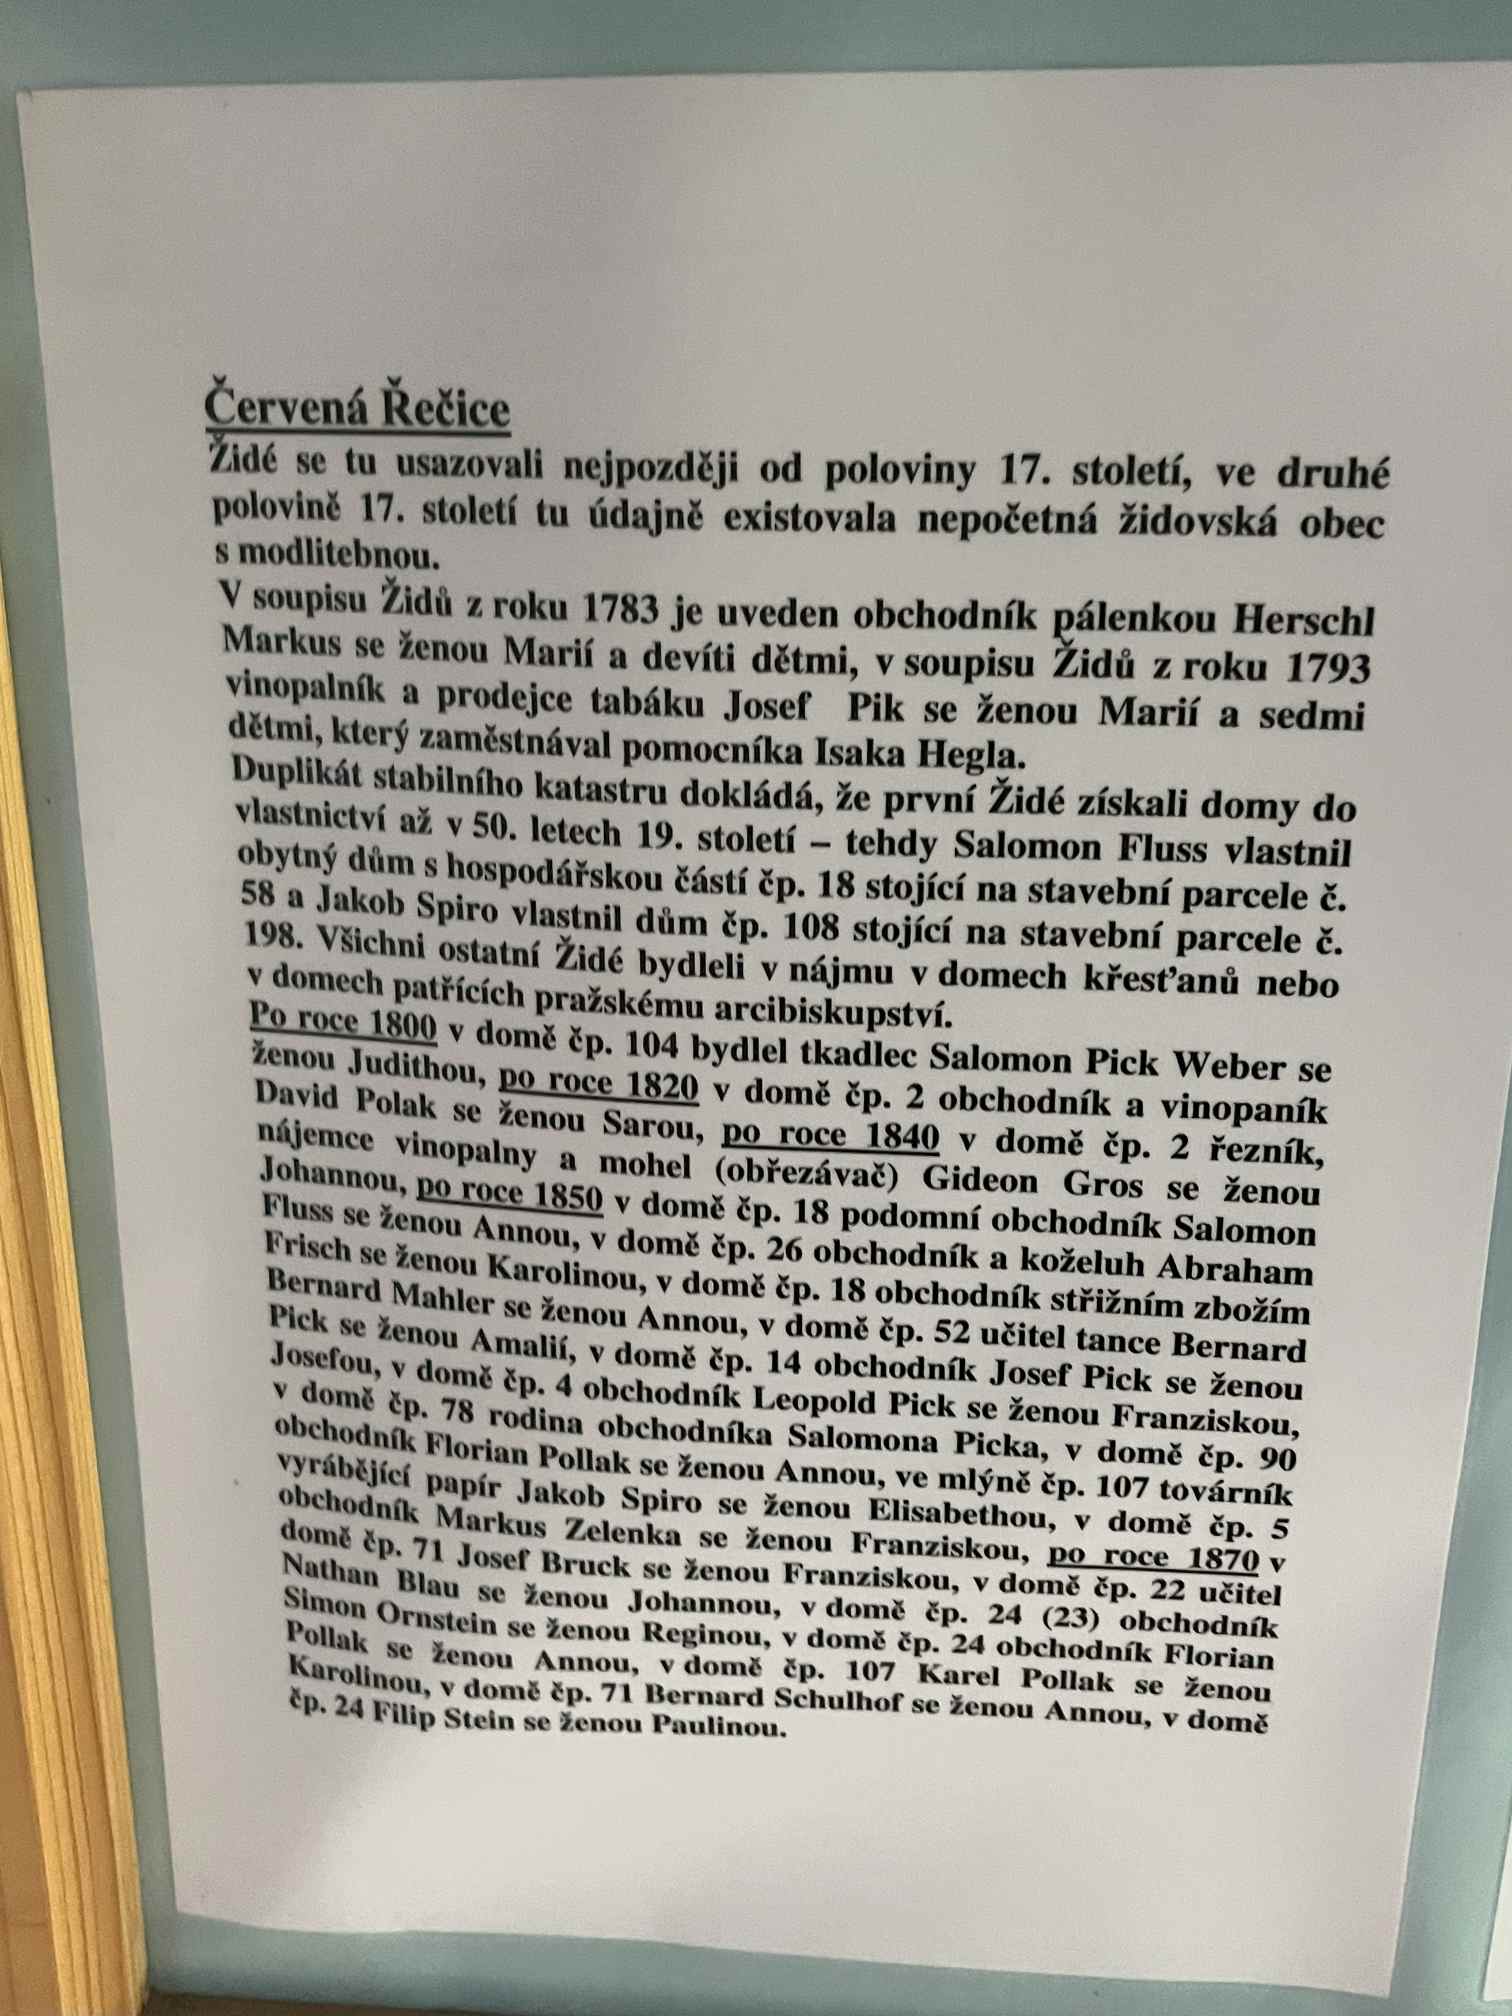 Červená Řečice
Židé se tu usazovali nejpozději od poloviny 17. století, ve druhé
polovině 17. století tu údajně existovala nepočetná židovská obec
s modlitebnou.
V soupisu Židů z roku 1783 je uveden obchodník pálenkou Herschl
Markus se ženou Marií a devíti dětmi, v soupisu Židů z roku 1793
vinopalník a prodejce tabáku Josef Pik se ženou Marií a sedmi
dětmi, který zaměstnával pomocníka Isaka Hegla.
Duplikát stabilního katastru dokládá, že první Židé získali domy do
vlastnictví až v 50. letech 19. století – tehdy Salomon Fluss vlastnil
obytný dům s hospodářskou částí čp. 18 stojící na stavební parcele č.
58 a Jakob Spiro vlastnil dům čp. 108 stojící na stavební parcele č.
198. Všichni ostatní Židé bydleli v nájmu v domech křesťanů nebo
v domech patřících pražskému arcibiskupství.
Po roce 1800 v domě čp. 104 bydlel tkadlec Salomon Pick Weber se
ženou Judithou, po roce 1820 v domě čp. 2 obchodník a vinopaník
David Polak se ženou Sarou, po roce 1840 v domě čp. 2 řezník,
nájemce vinopalny a mohel (obřezávač) Gideon Gros se ženou
Johannou, po roce 1850 v domě čp. 18 podomní obchodník Salomon
Fluss se ženou Annou, v domě čp. 26 obchodník a koželuh Abraham
Frisch se ženou Karolinou, v domě čp. 18 obchodník střižním zbožím
Bernard Mahler se ženou Annou, v domě čp. 52 učitel tance Bernard
Pick se ženou Amalií, v domě čp. 14 obchodník Josef Pick se ženou
Josefou, v domě čp. 4 obchodník Leopold Pick se ženou Franziskou,
v domě čp. 78 rodina obchodníka Salomona Picka, v domě čp. 90
obchodník Florian Pollak se ženou Annou, ve mlýně čp. 107 továrník
vyrábějící papír Jakob Spiro se ženou Elisabethou, v domě čp. 5
obchodník Markus Zelenka se ženou Franziskou, po roce 1870 v
domě čp. 71 Josef Bruck se ženou Franziskou, v domě čp. 22 učitel
Nathan Blau se ženou Johannou, v domě čp. 24 (23) obchodník
Simon Ornstein se ženou Reginou, v domě čp. 24 obchodník Florian
Pollak se ženou Annou, v domě čp. 107 Karel Pollak se ženou
Karolinou, v domě čp. 71 Bernard Schulhof se ženou Annou, v domě
čp. 24 Filip Stein se ženou Paulinou.